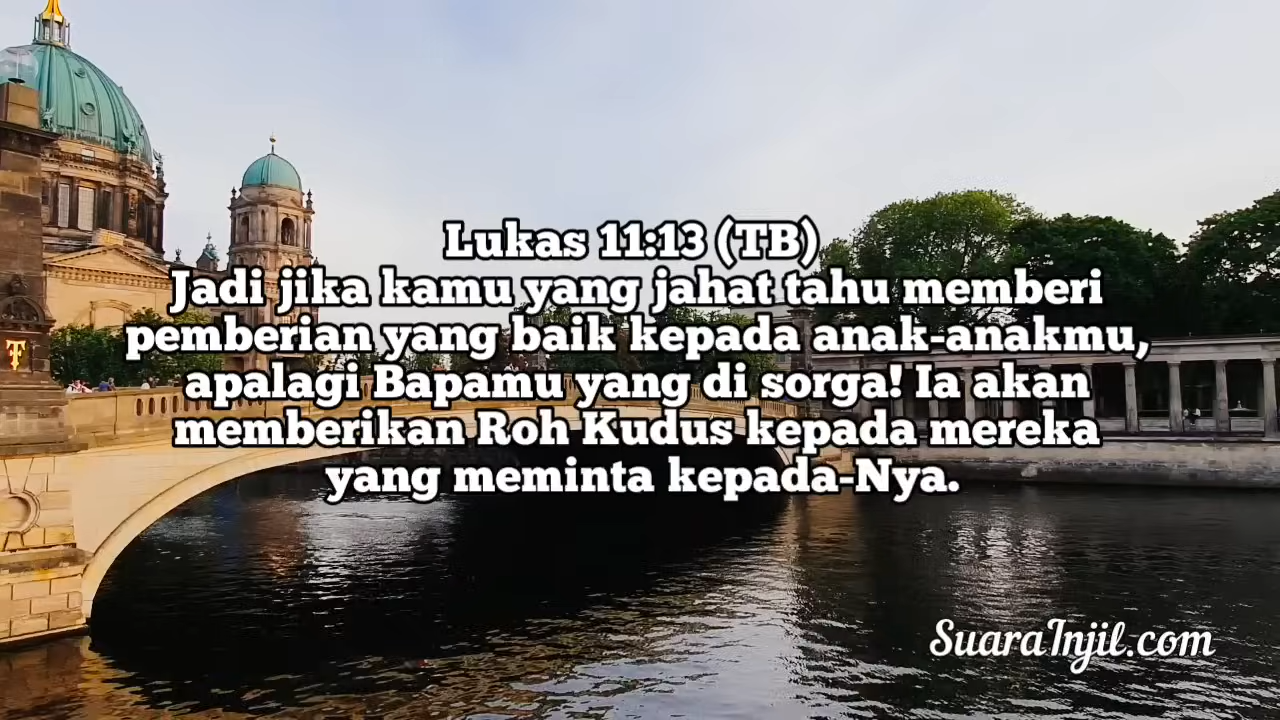 Lukas 11:13 (TB)
Jadi jika kamu yang jahat tahu memberi
pemberian yang baik kepada anak-anakmu,
apalagi Bapamu yang di sorga! Ia akan
memberikan Roh Kudus kepada mereka
yang meminta kepada-Nya.
SuaraInjil.com